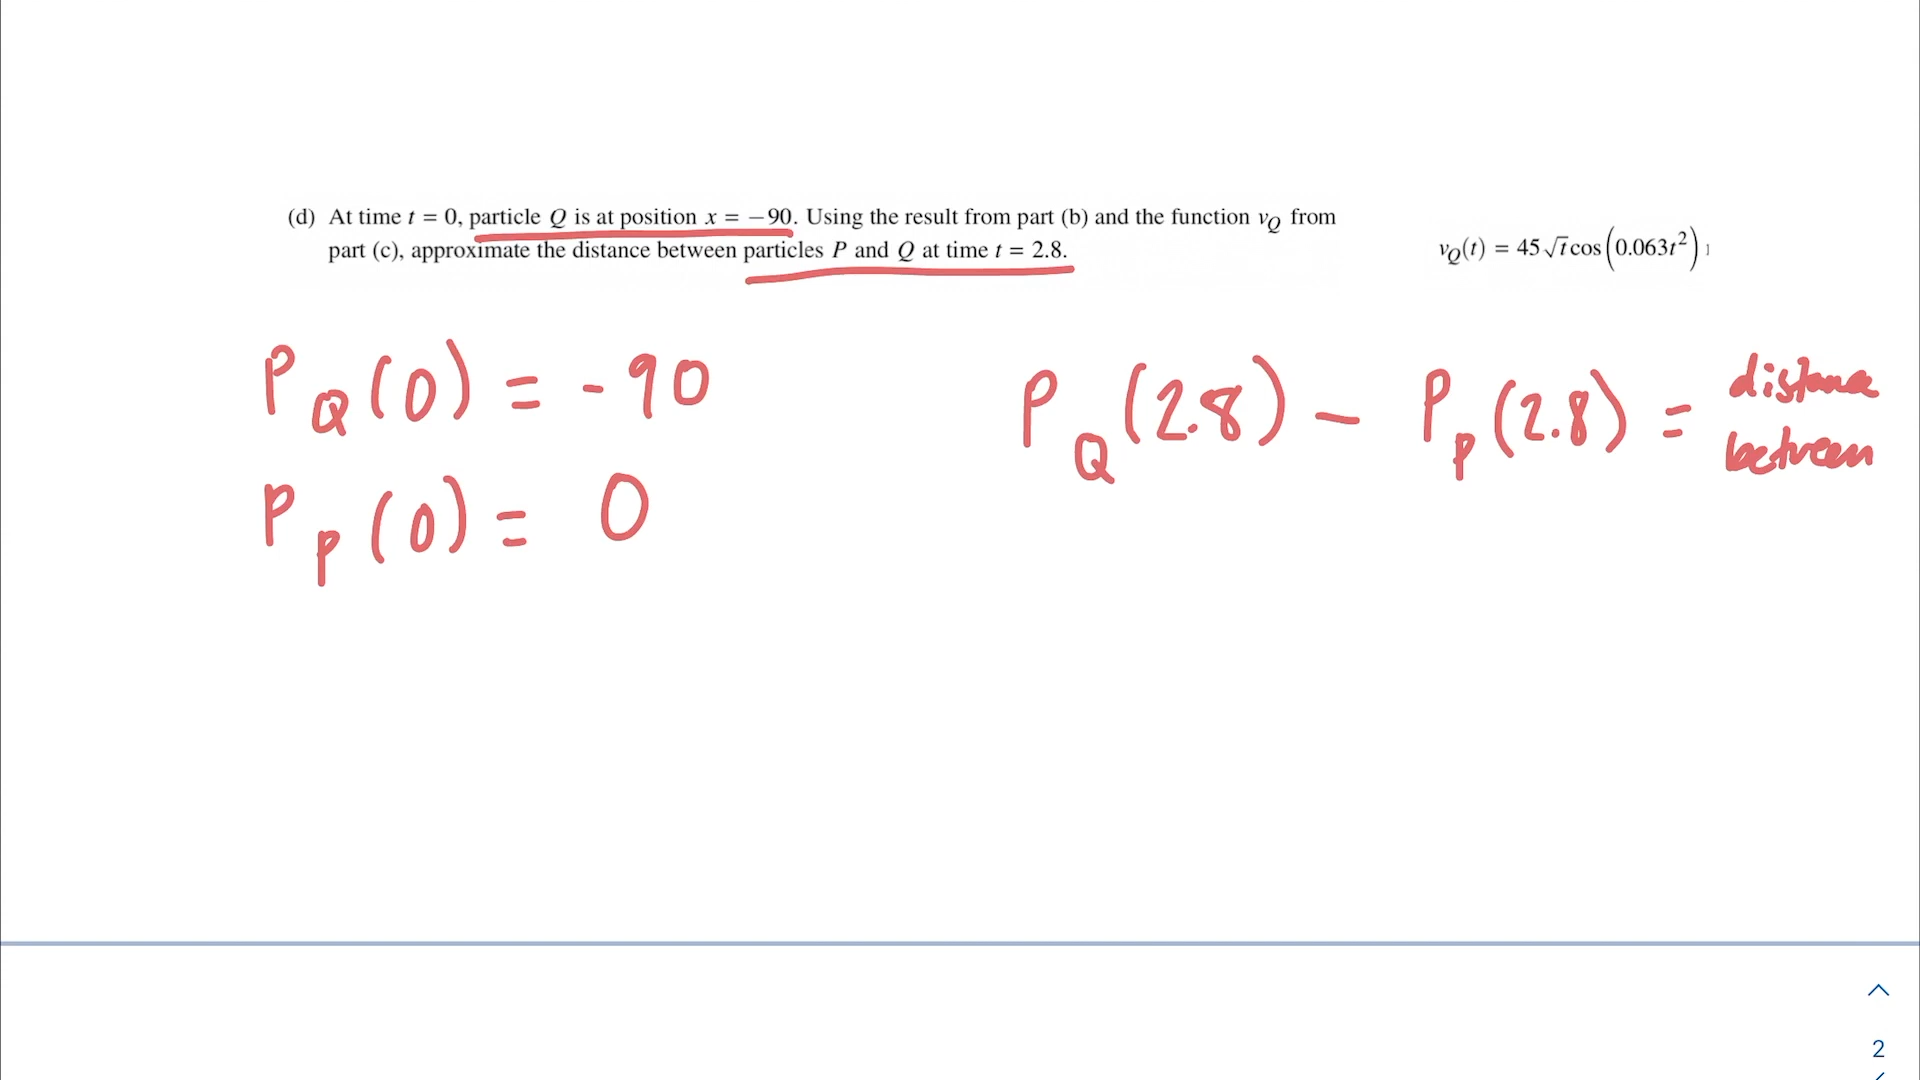 (d) At time t = 0, particle Q is at position x = −90. Using the result from part (b) and the function v_Q from
part (c), approximate the distance between particles P and Q at time t = 2.8.
v_Q(t) = 45√t cos(0.063t²)
P_Q(0) = -90
P_P(0) = 0
P_Q(2.8) - P_P(2.8) = distance
between
2